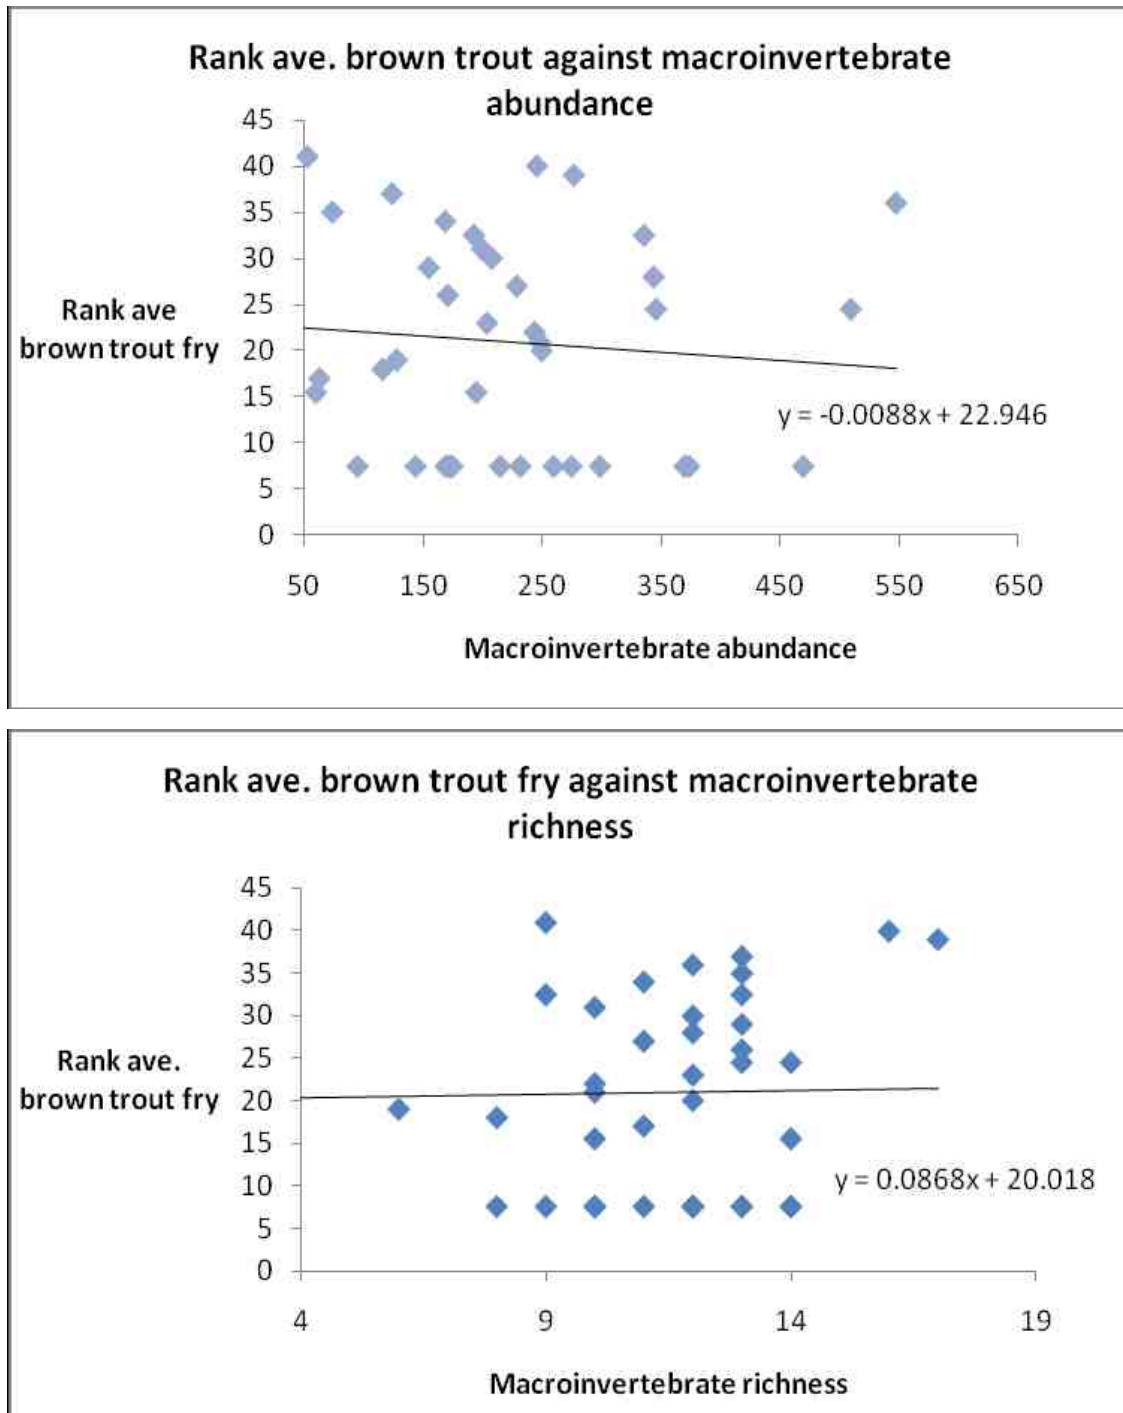 Rank ave. brown trout against macroinvertebrate
abundance
45
40
35
30
25
20
15
10
5
0
Rank ave
brown trout fry
y = -0.0088x + 22.946
50 150 250 350 450 550 650
Macroinvertebrate abundance
Rank ave. brown trout fry against macroinvertebrate
richness
45
40
35
30
25
20
15
10
5
0
Rank ave.
brown trout fry
y = 0.0868x + 20.018
4 9 14 19
Macroinvertebrate richness